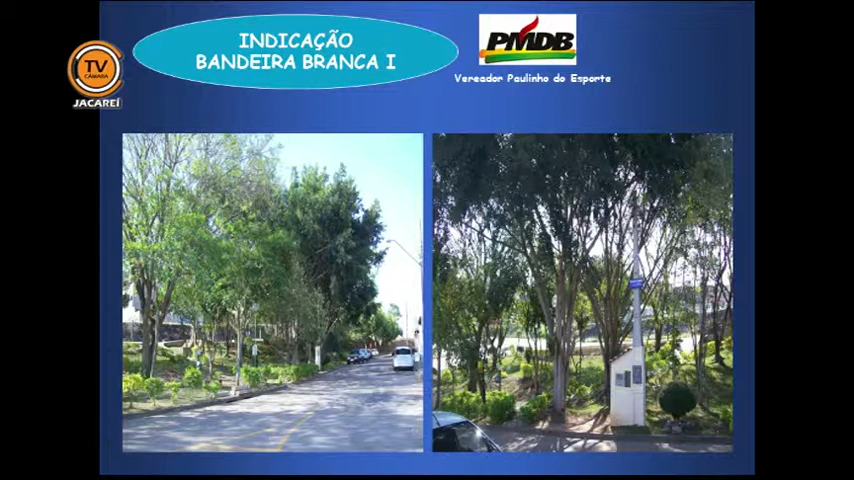 INDICAÇÃO
BANDEIRA BRANCA I
PMDB
Vereador Paulinho do Esporte
TV
CÂMARA
JACAREÍ